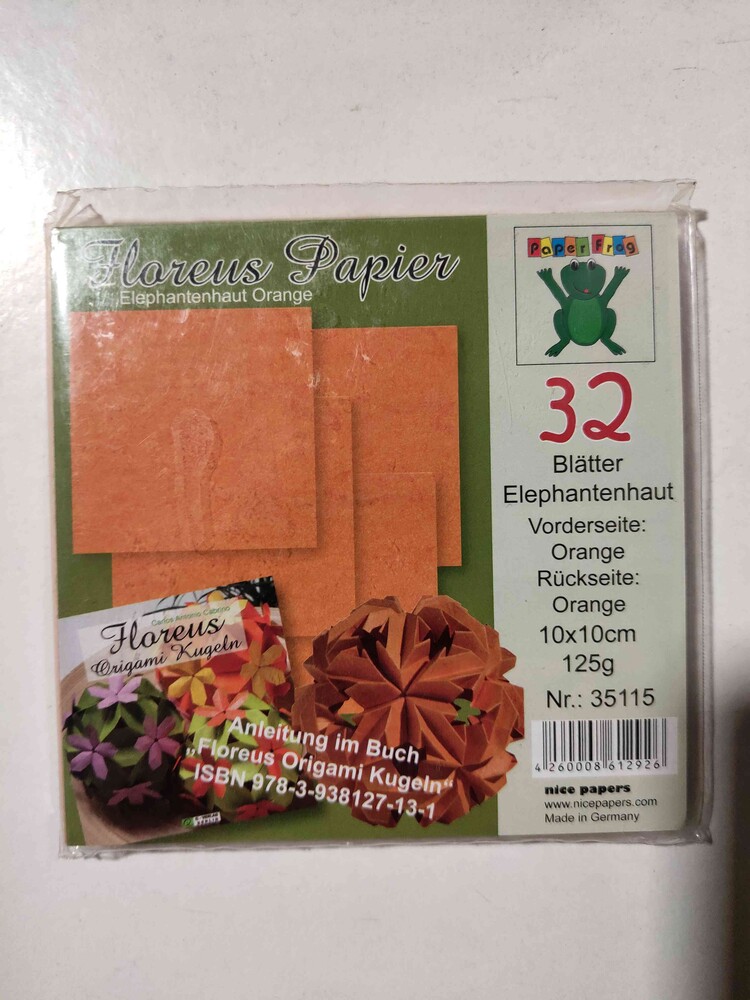 Floreus Papier
Elephantenhaut Orange
Paper Frog
32
Blätter
Elephantenhaut
Vorderseite:
Orange
Rückseite:
Orange
10x10cm
125g
Nr.: 35115
4 260008 612926
nice papers
www.nicepapers.com
Made in Germany
Carlos Antonio Cabrino
Floreus
Origami Kugeln
Anleitung im Buch
„Floreus Origami Kugeln“
ISBN 978-3-938127-13-1